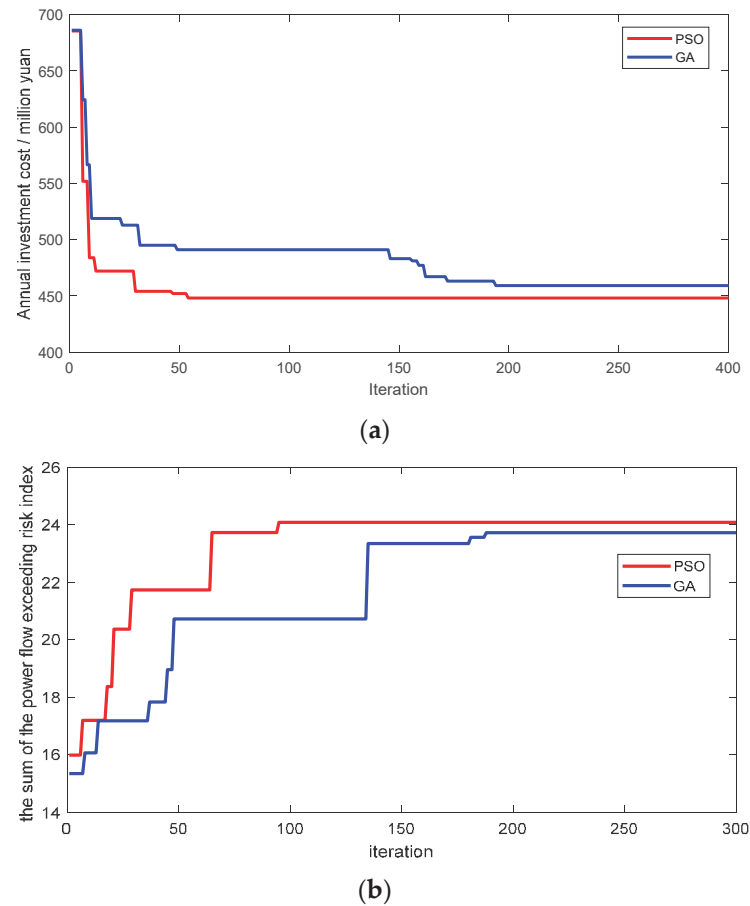 700
650
600
550
500
450
400
Annual investment cost / million yuan
PSO
GA
0 50 100 150 200 250 300 350 400
Iteration
(a)
26
24
22
20
18
16
14
the sum of the power flow exceeding risk index
PSO
GA
0 50 100 150 200 250 300
iteration
(b)